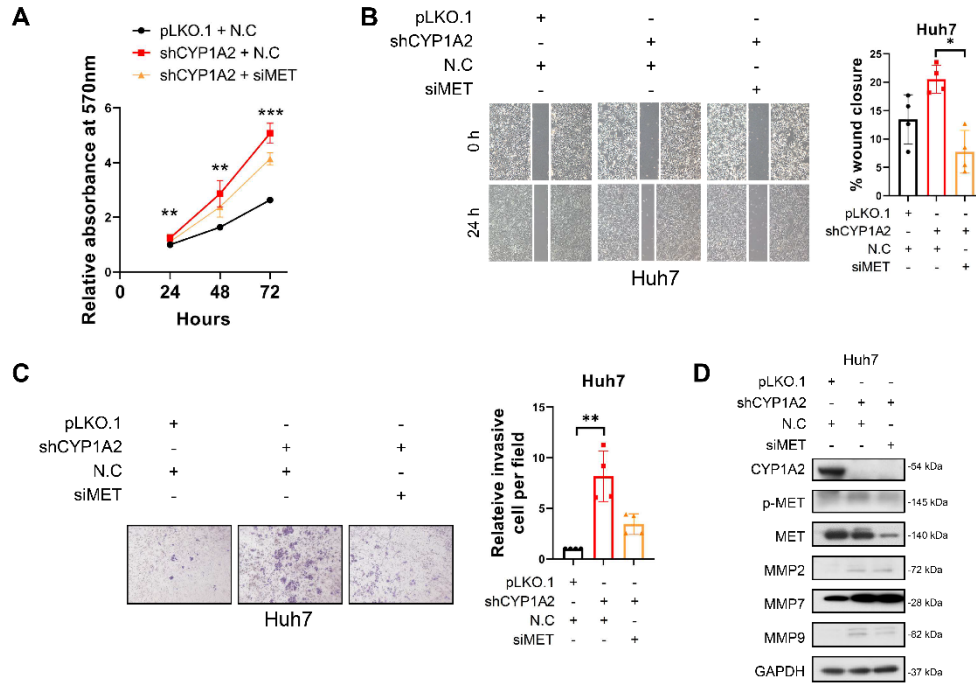 A
pLKO.1 + N.C
shCYP1A2 + N.C
shCYP1A2 + siMET
Relative absorbance at 570nm
6
4
2
0
** ** ***
0 24 48 72
Hours
B
pLKO.1 + - -
shCYP1A2 - + +
N.C + + -
siMET - - +
0 h
24 h
Huh7
Huh7
*
% wound closure
25
20
15
10
5
0
pLKO.1 + - -
shCYP1A2 - + +
N.C + + -
siMET - - +
C
pLKO.1 + - -
shCYP1A2 - + +
N.C + + -
siMET - - +
Huh7
Huh7
**
Relateive invasive
cell per field
15
10
5
0
pLKO.1 + - -
shCYP1A2 - + +
N.C + + -
siMET - - +
D
Huh7
pLKO.1 + - -
shCYP1A2 - + +
N.C + + -
siMET - - +
CYP1A2 -54 kDa
p-MET -145 kDa
MET -140 kDa
MMP2 -72 kDa
MMP7 -28 kDa
MMP9 -82 kDa
GAPDH -37 kDa